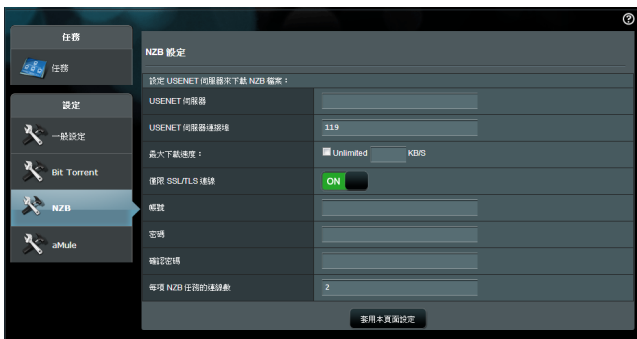 任務
任務
設定
一般設定
Bit Torrent
NZB
aMule
NZB 設定
設定 USENET 伺服器來下載 NZB 檔案：
USENET 伺服器
USENET 伺服器連接埠 119
最大下載速度： Unlimited KB/S
僅限 SSL/TLS 連線 ON
帳號
密碼
確認密碼
每項 NZB 任務的連線數 2
套用本頁面設定